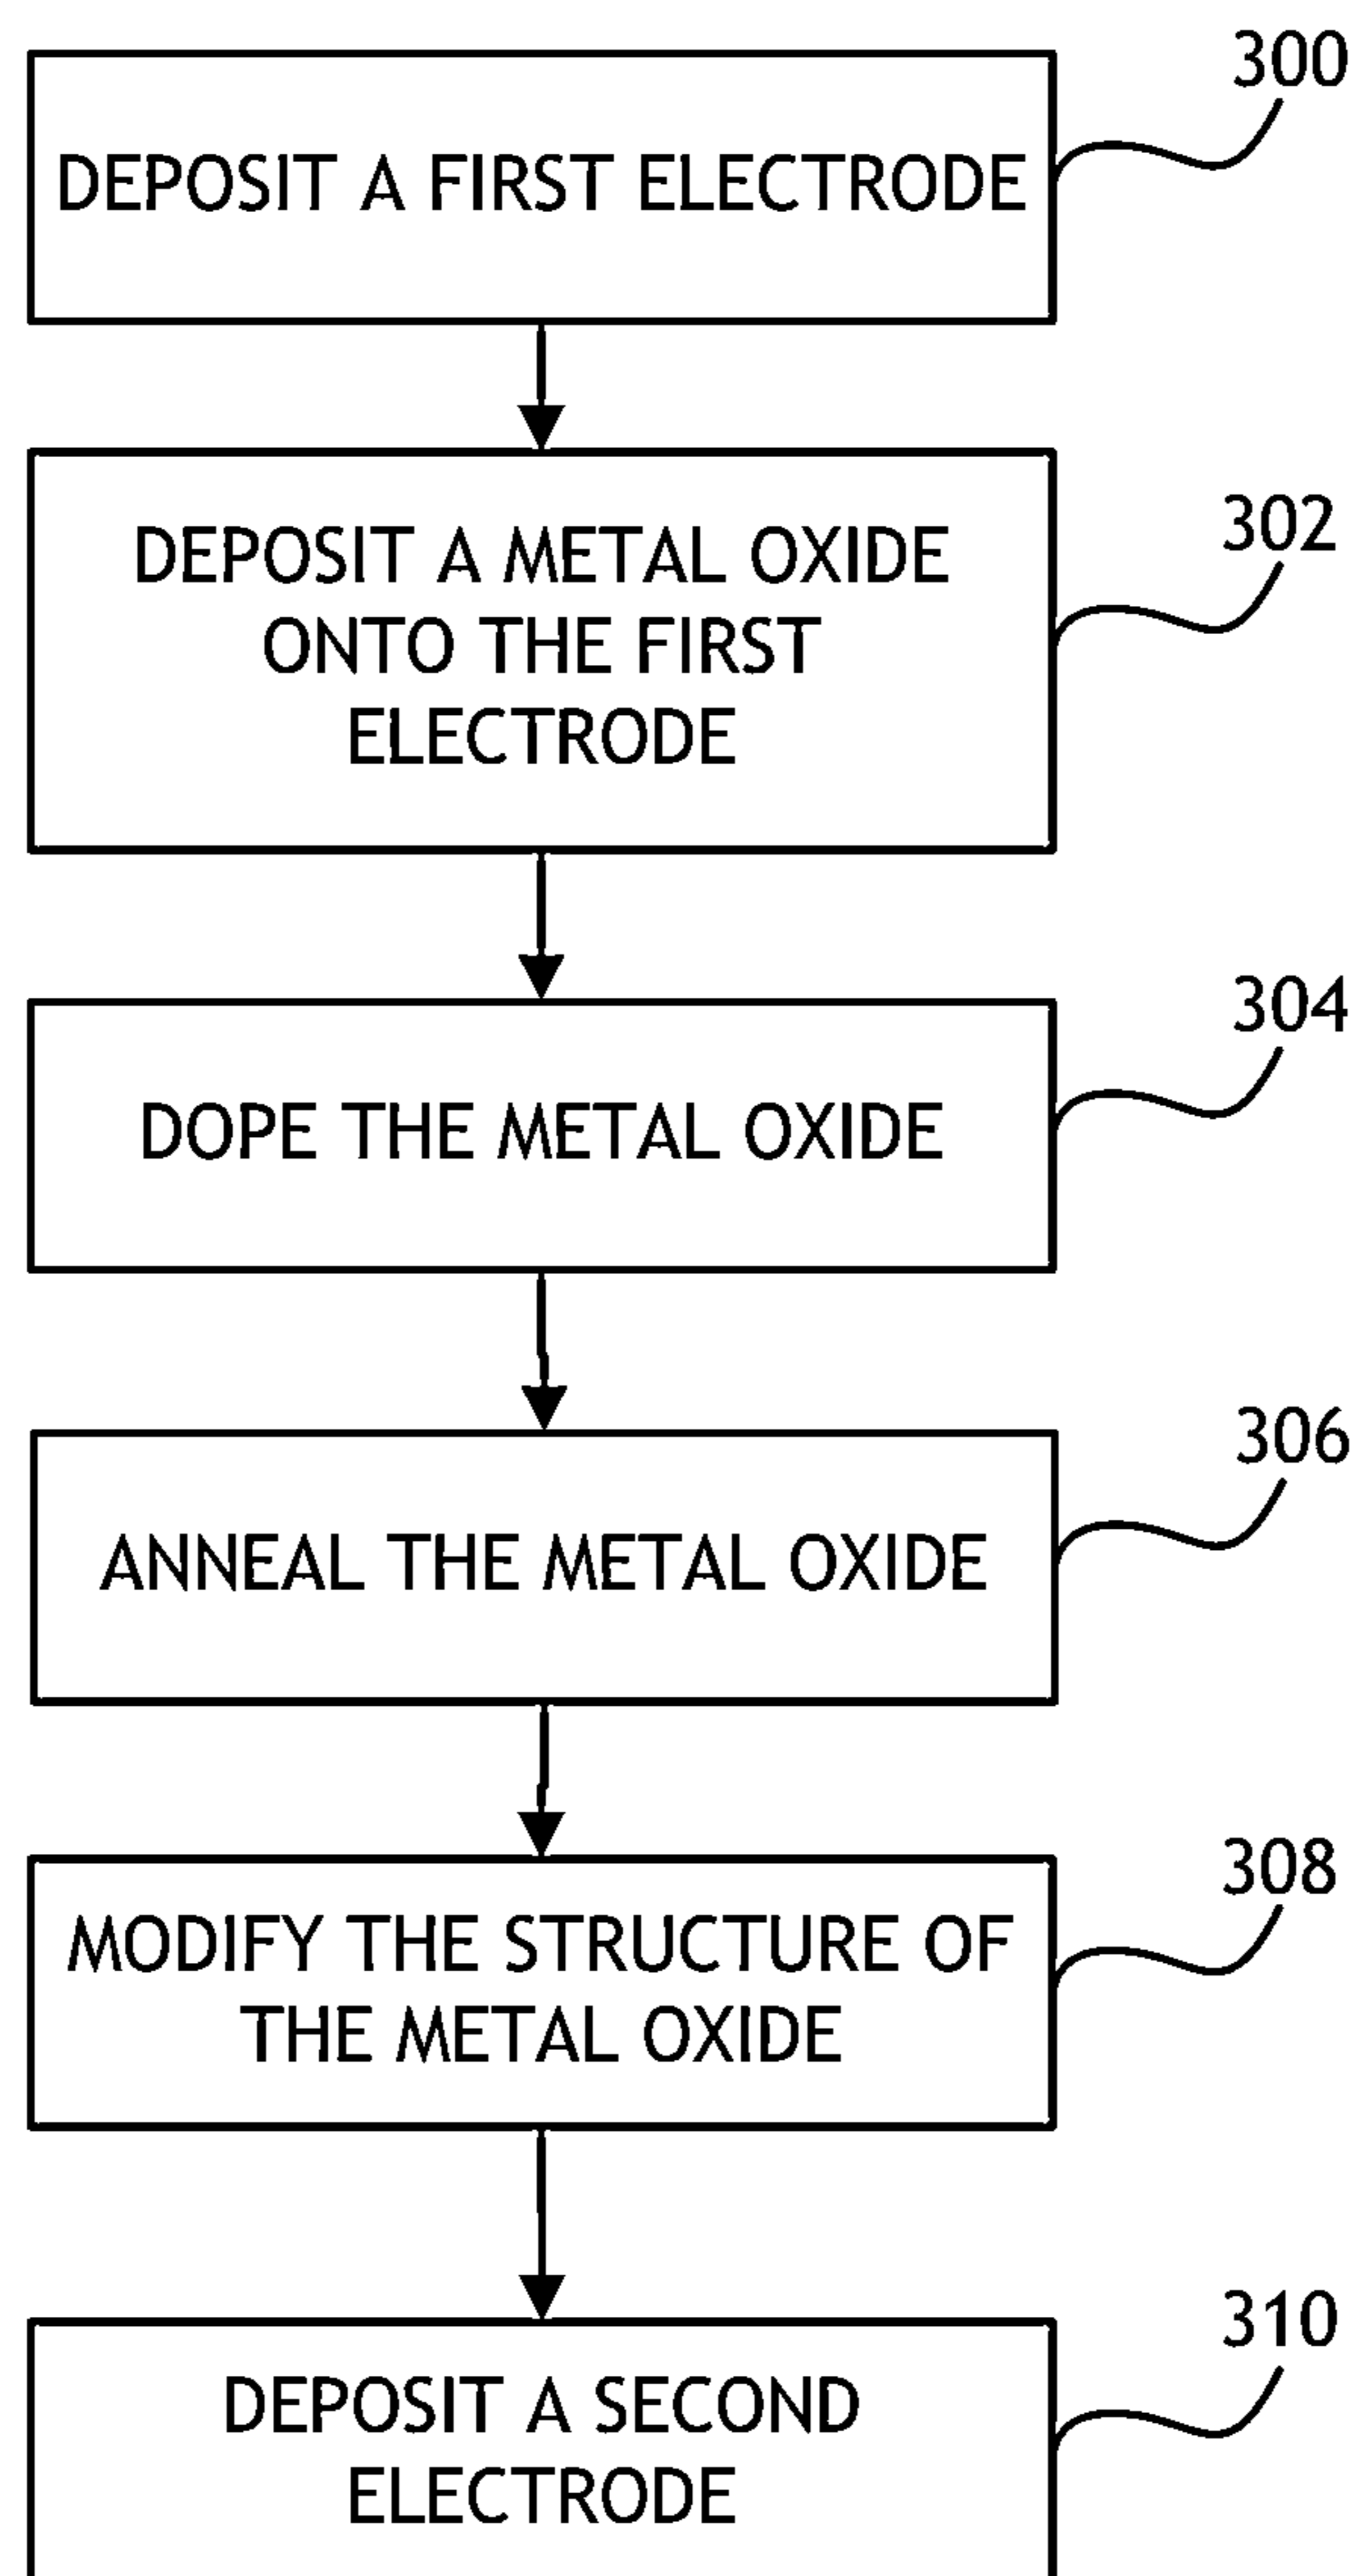 300
DEPOSIT A FIRST ELECTRODE
302
DEPOSIT A METAL OXIDE
ONTO THE FIRST
ELECTRODE
304
DOPE THE METAL OXIDE
306
ANNEAL THE METAL OXIDE
308
MODIFY THE STRUCTURE OF
THE METAL OXIDE
310
DEPOSIT A SECOND
ELECTRODE